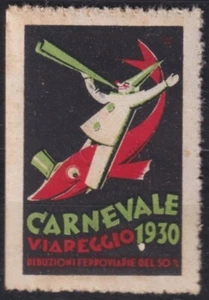 CARNEVALE
VIAREGGIO 1930
RIDUZIONI FERROVIARIE DEL 50%